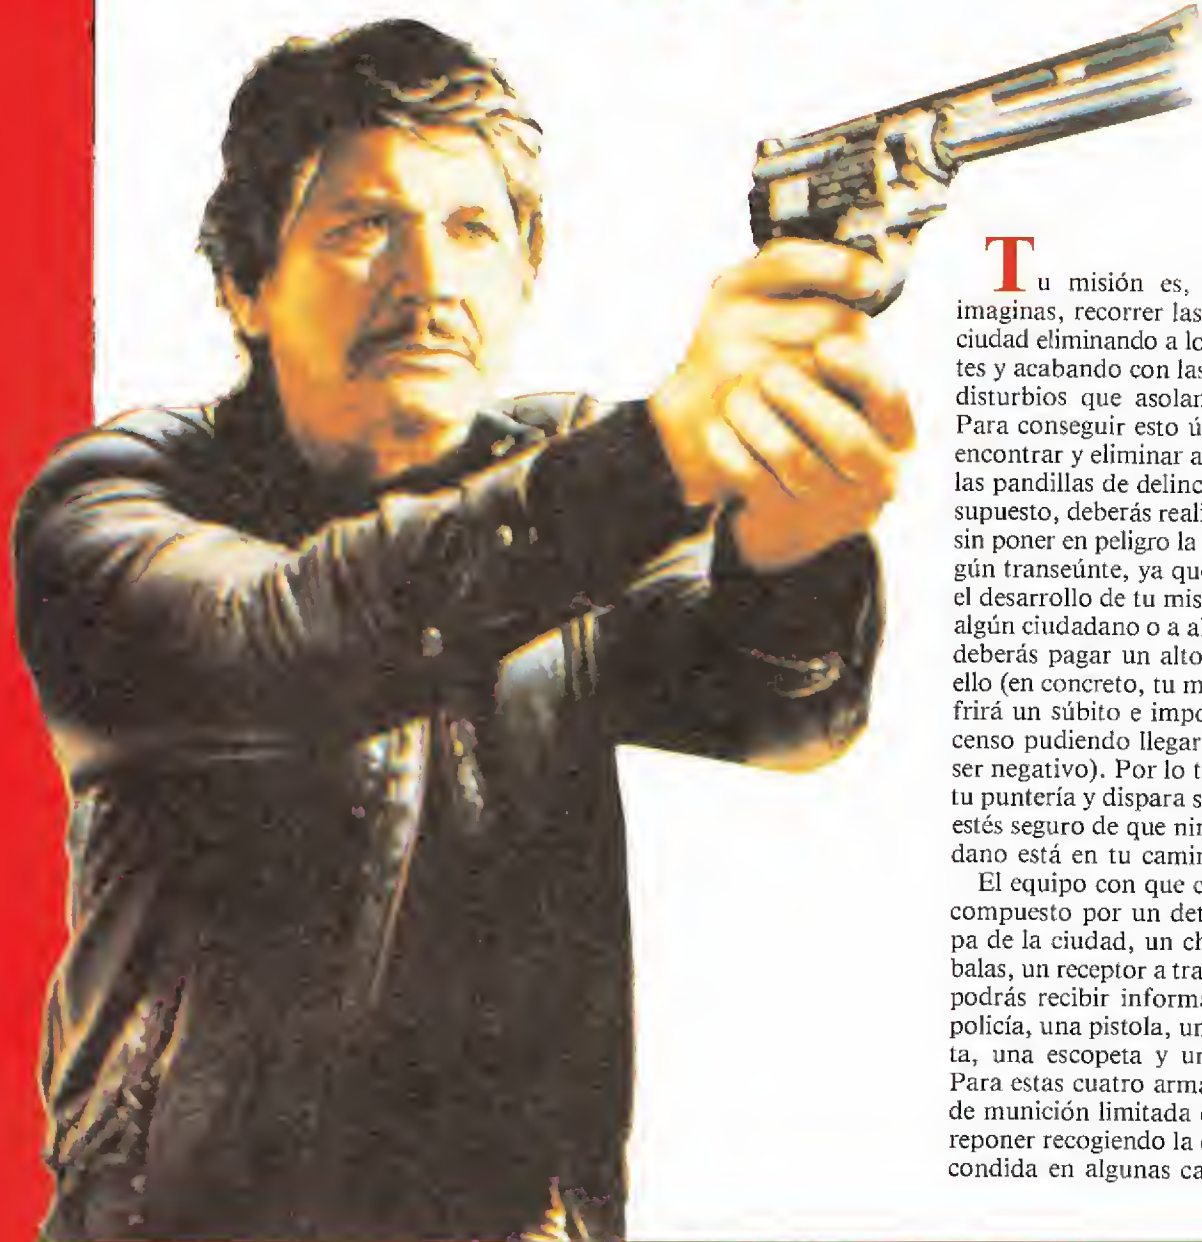 Tu misión es,
imaginas, recorrer las
ciudad eliminando a lo
tes y acabando con las
disturbios que asolan
Para conseguir esto ú
encontrar y eliminar a
las pandillas de delinc
supuesto, deberás reali
sin poner en peligro la
gún transeúnte, ya qu
el desarrollo de tu mis
algún ciudadano o a a
deberás pagar un alto
ello (en concreto, tu m
frirá un súbito e impo
censo pudiendo llegar
ser negativo). Por lo t
tu puntería y dispara s
estés seguro de que nin
dano está en tu camin
El equipo con que c
compuesto por un det
pa de la ciudad, un ch
balas, un receptor a tra
podrás recibir inform
policía, una pistola, un
ta, una escopeta y un
Para estas cuatro arma
de munición limitada
reponer recogiendo la
condida en algunas ca